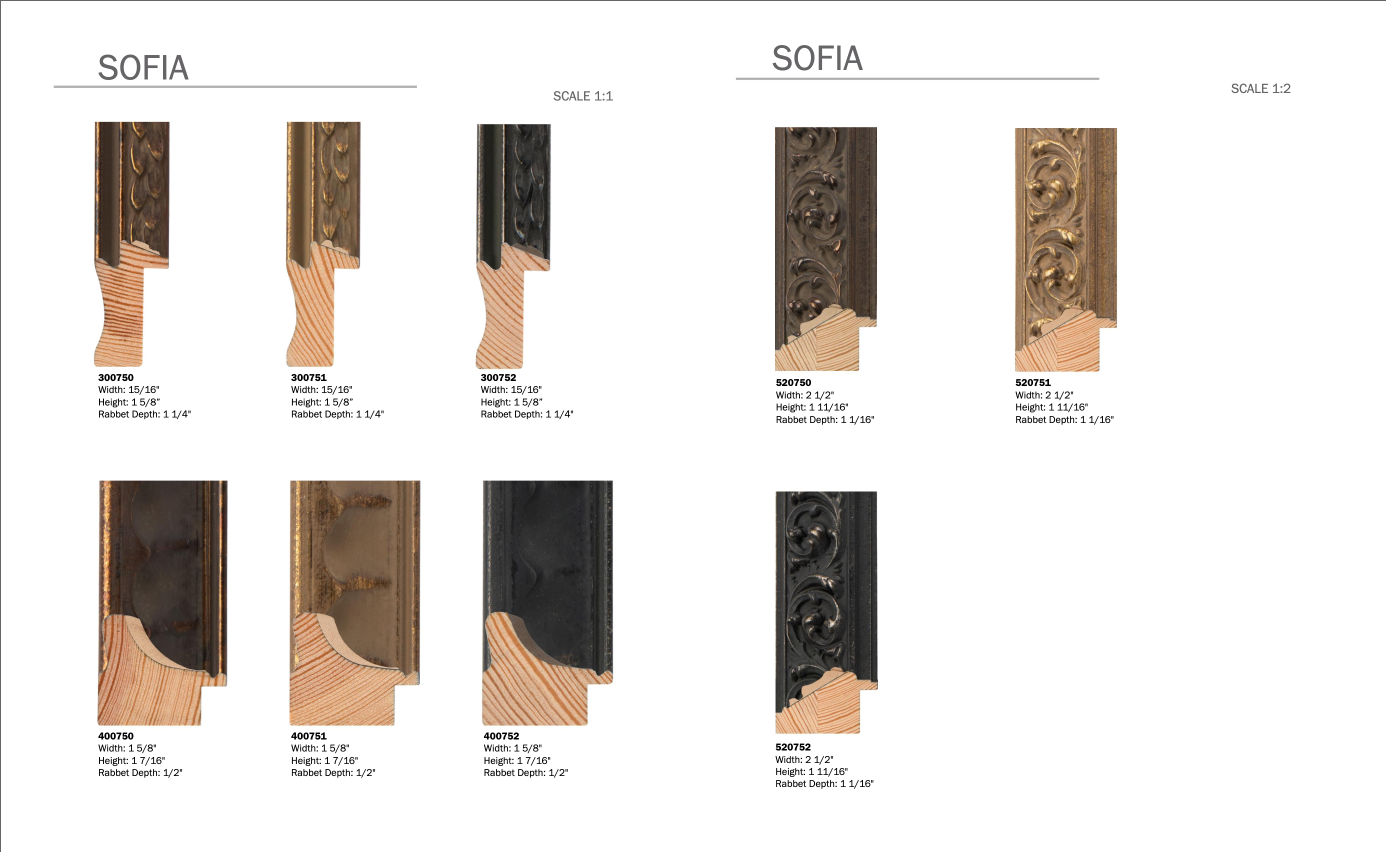 SOFIA
SCALE 1:1
300750
Width: 15/16"
Height: 1 5/8"
Rabbet Depth: 1 1/4"
300751
Width: 15/16"
Height: 1 5/8"
Rabbet Depth: 1 1/4"
300752
Width: 15/16"
Height: 1 5/8"
Rabbet Depth: 1 1/4"
400750
Width: 1 5/8"
Height: 1 7/16"
Rabbet Depth: 1/2"
400751
Width: 1 5/8"
Height: 1 7/16"
Rabbet Depth: 1/2"
400752
Width: 1 5/8"
Height: 1 7/16"
Rabbet Depth: 1/2"
SOFIA
SCALE 1:2
520750
Width: 2 1/2"
Height: 1 11/16"
Rabbet Depth: 1 1/16"
520751
Width: 2 1/2"
Height: 1 11/16"
Rabbet Depth: 1 1/16"
520752
Width: 2 1/2"
Height: 1 11/16"
Rabbet Depth: 1 1/16"